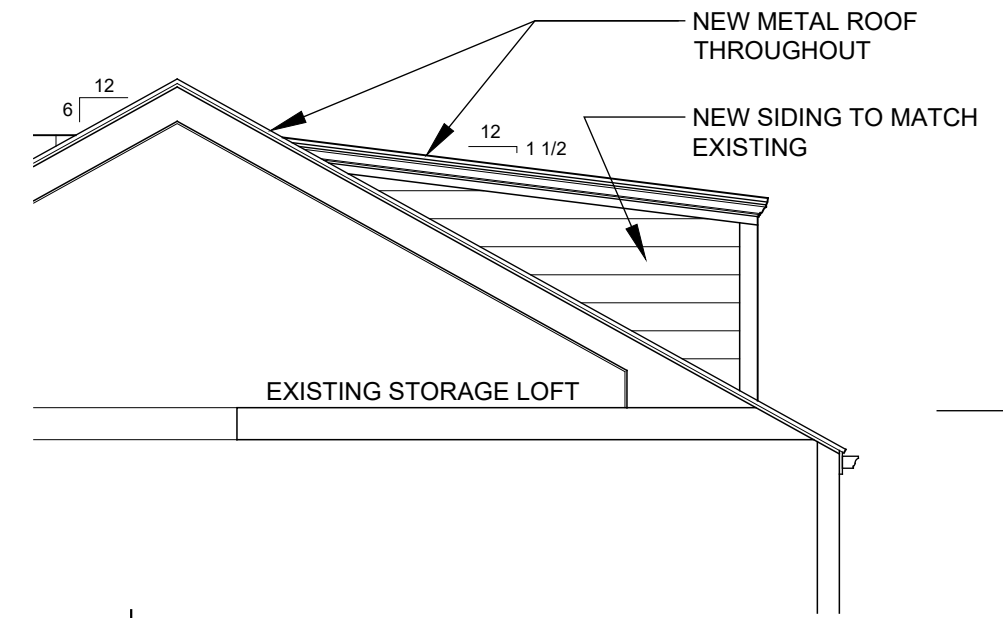 NEW METAL ROOF
THROUGHOUT
12
6
12
1 1/2
NEW SIDING TO MATCH
EXISTING
EXISTING STORAGE LOFT